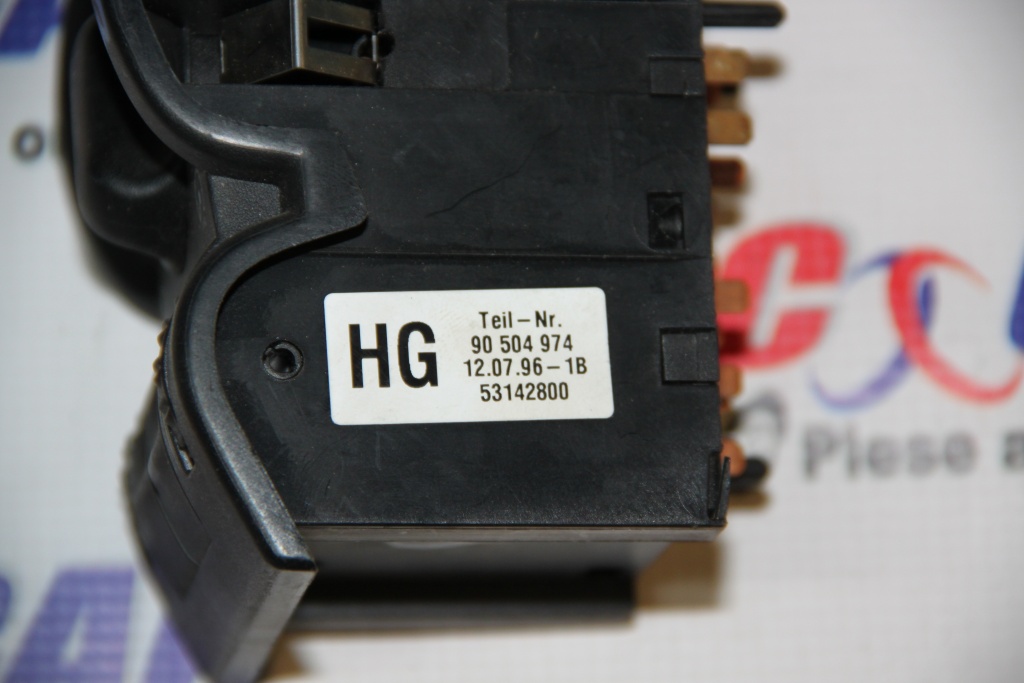 HG
Teil-Nr.
90 504 974
12.07.96-1B
53142800
Piese a